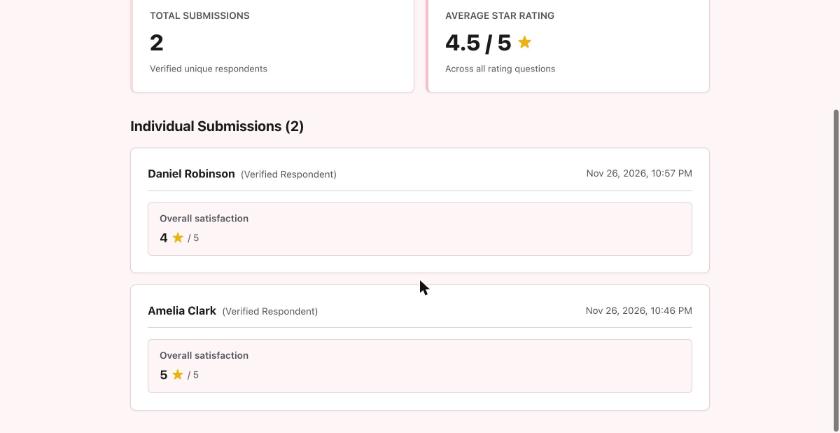 TOTAL SUBMISSIONS
2
Verified unique respondents
AVERAGE STAR RATING
4.5 / 5 ★
Across all rating questions
Individual Submissions (2)
Daniel Robinson (Verified Respondent) Nov 26, 2026, 10:57 PM
Overall satisfaction
4 ★ / 5
Amelia Clark (Verified Respondent) Nov 26, 2026, 10:46 PM
Overall satisfaction
5 ★ / 5